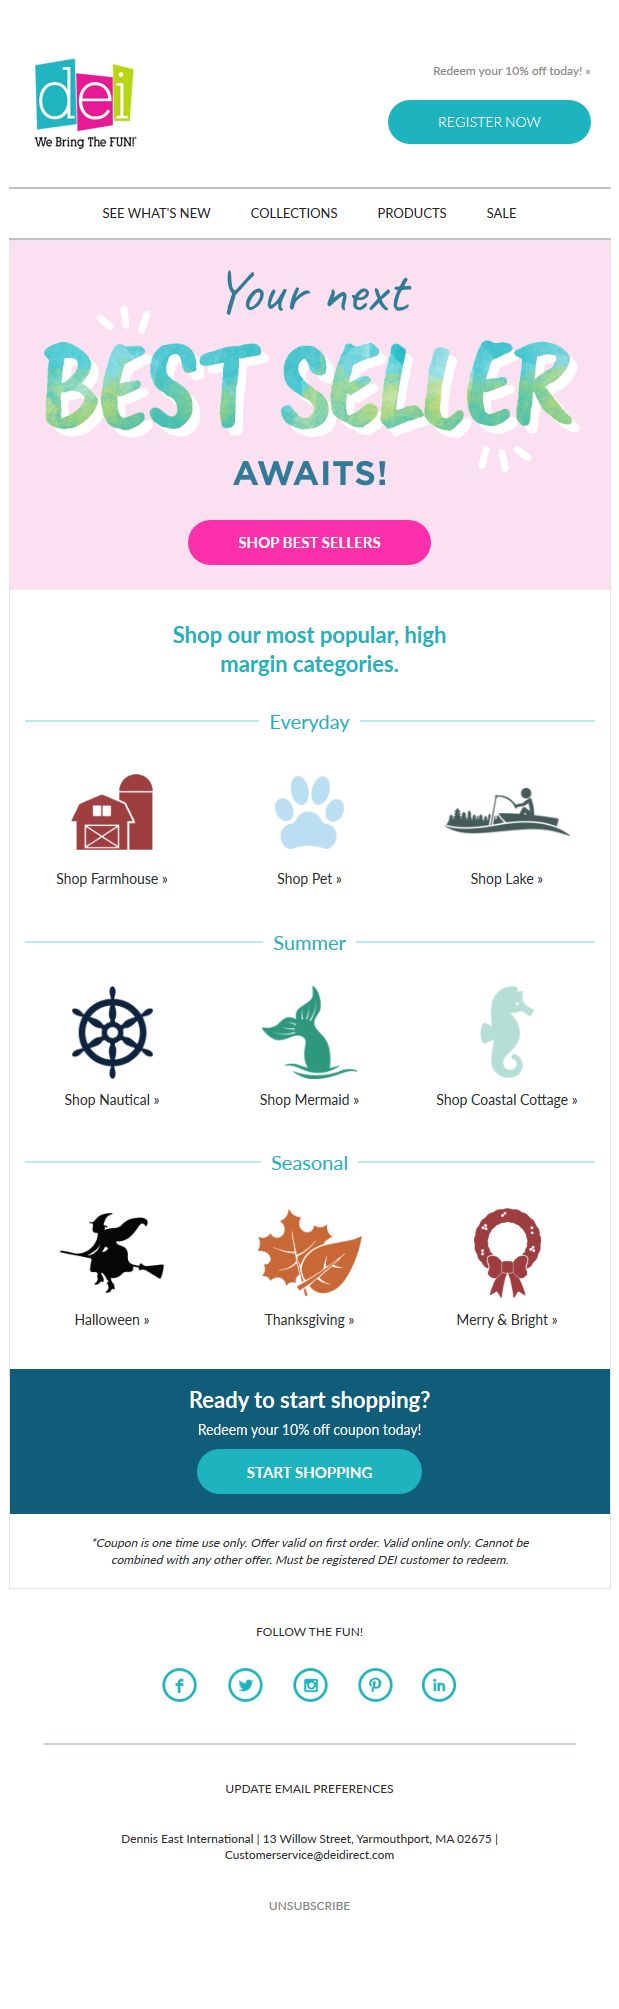 dei
We Bring The FUN!
Redeem your 10% off today! »
REGISTER NOW
SEE WHAT'S NEW COLLECTIONS PRODUCTS SALE
Your next
BEST SELLER
AWAITS!
SHOP BEST SELLERS
Shop our most popular, high
margin categories.
Everyday
Shop Farmhouse » Shop Pet » Shop Lake »
Summer
Shop Nautical » Shop Mermaid » Shop Coastal Cottage »
Seasonal
Halloween » Thanksgiving » Merry & Bright »
Ready to start shopping?
Redeem your 10% off coupon today!
START SHOPPING
*Coupon is one time use only. Offer valid on first order. Valid online only. Cannot be
combined with any other offer. Must be registered DEI customer to redeem.
FOLLOW THE FUN!
UPDATE EMAIL PREFERENCES
Dennis East International | 13 Willow Street, Yarmouthport, MA 02675 |
Customerservice@deidirect.com
UNSUBSCRIBE